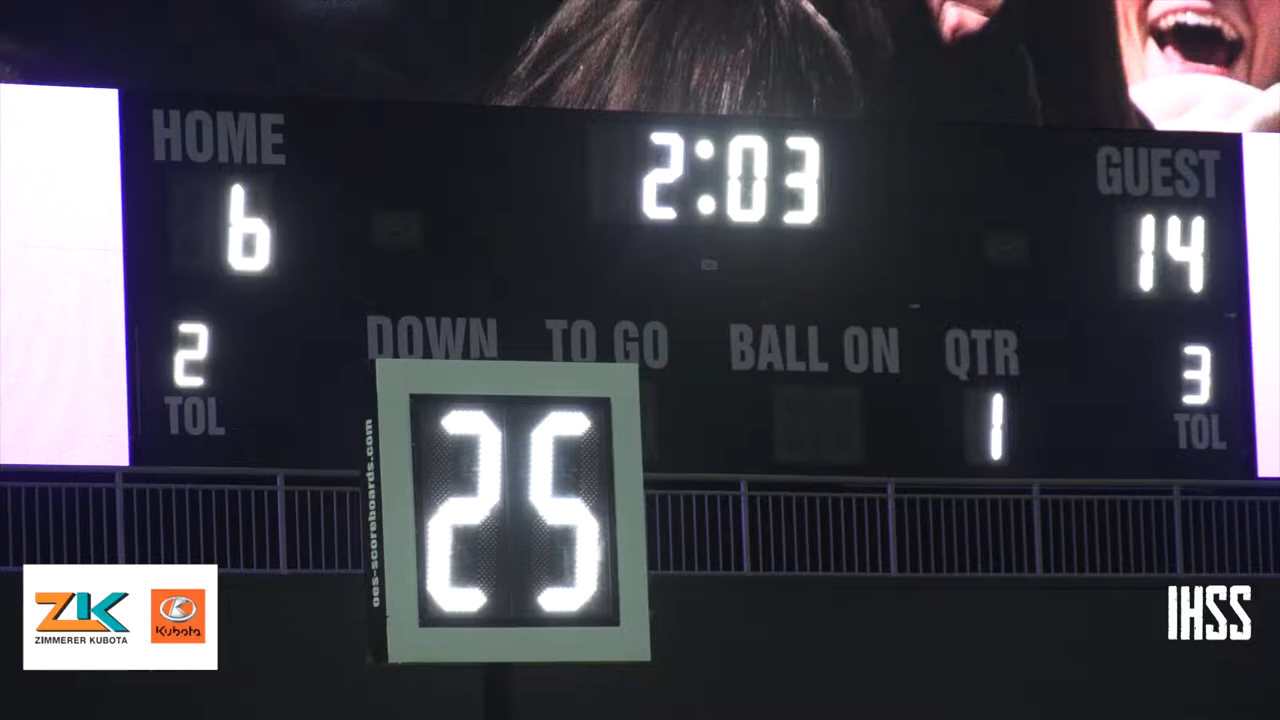 HOME
2:03
GUEST
6
14
DOWN
TO GO
BALL ON
QTR
2
TOL
1
3
TOL
25
oes-scoreboards.com
ZK
ZIMMERER KUBOTA
Kubota
IHSS